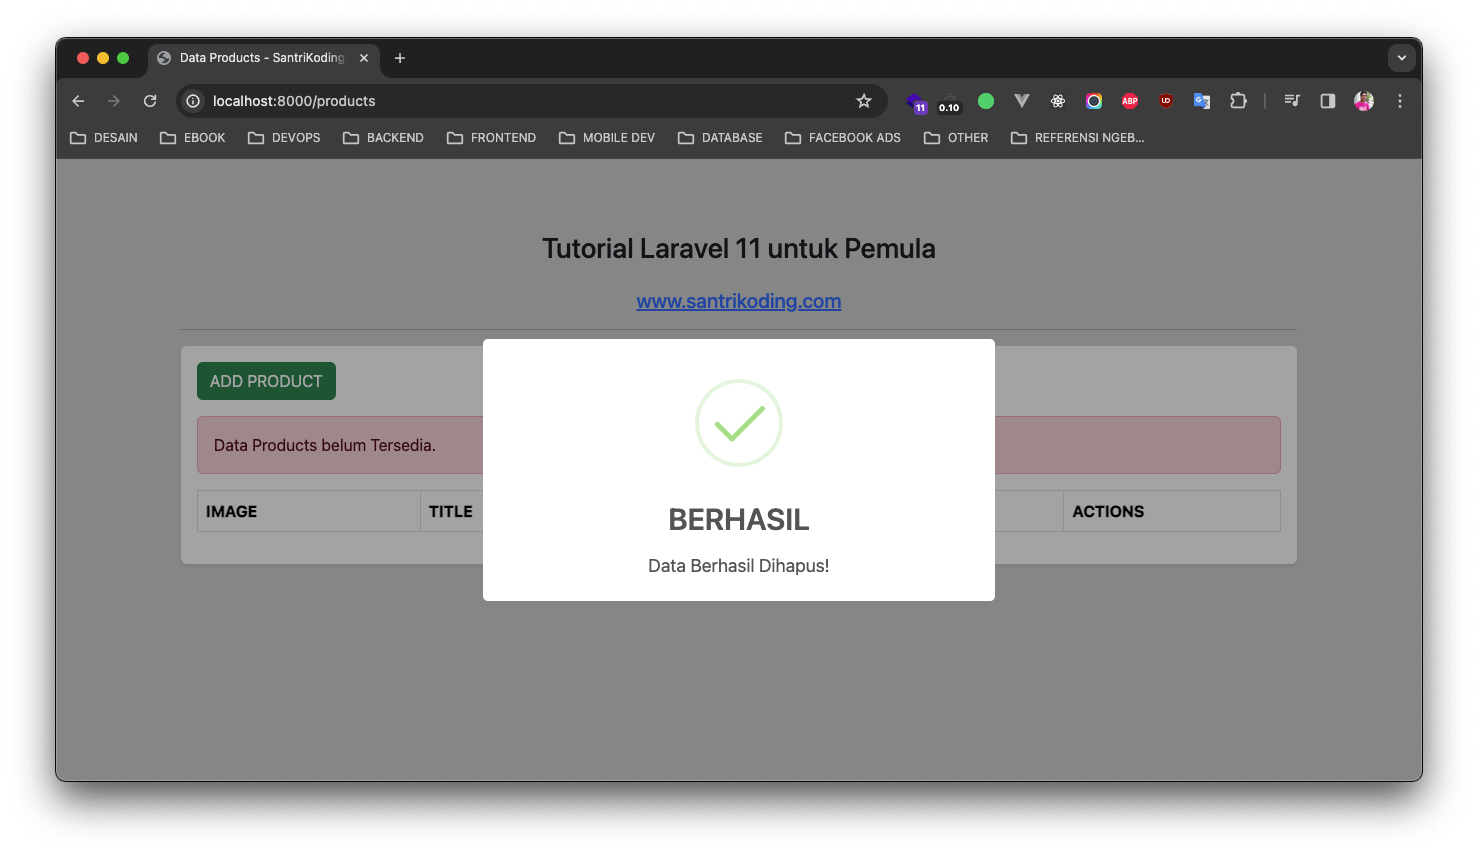 Data Products - SantriKoding
localhost:8000/products
11
0.10
ABP
DESAIN
EBOOK
DEVOPS
BACKEND
FRONTEND
MOBILE DEV
DATABASE
FACEBOOK ADS
OTHER
REFERENSI NGEB...
Tutorial Laravel 11 untuk Pemula
www.santrikoding.com
ADD PRODUCT
Data Products belum Tersedia.
IMAGE
TITLE
ACTIONS
BERHASIL
Data Berhasil Dihapus!